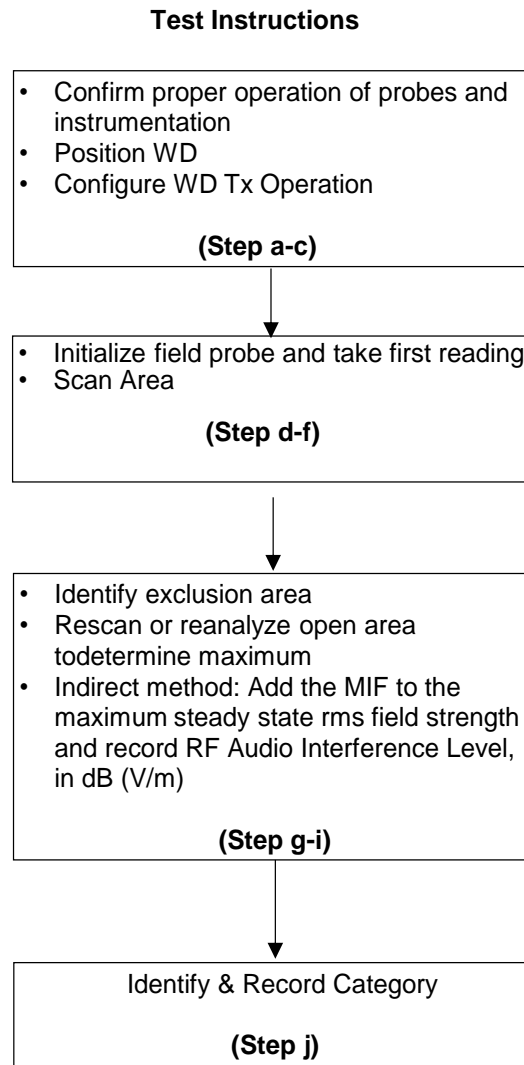 Test Instructions
• Confirm proper operation of probes and
instrumentation
• Position WD
• Configure WD Tx Operation
(Step a-c)
• Initialize field probe and take first reading
• Scan Area
(Step d-f)
• Identify exclusion area
• Rescan or reanalyze open area
todetermine maximum
• Indirect method: Add the MIF to the
maximum steady state rms field strength
and record RF Audio Interference Level,
in dB (V/m)
(Step g-i)
Identify & Record Category
(Step j)